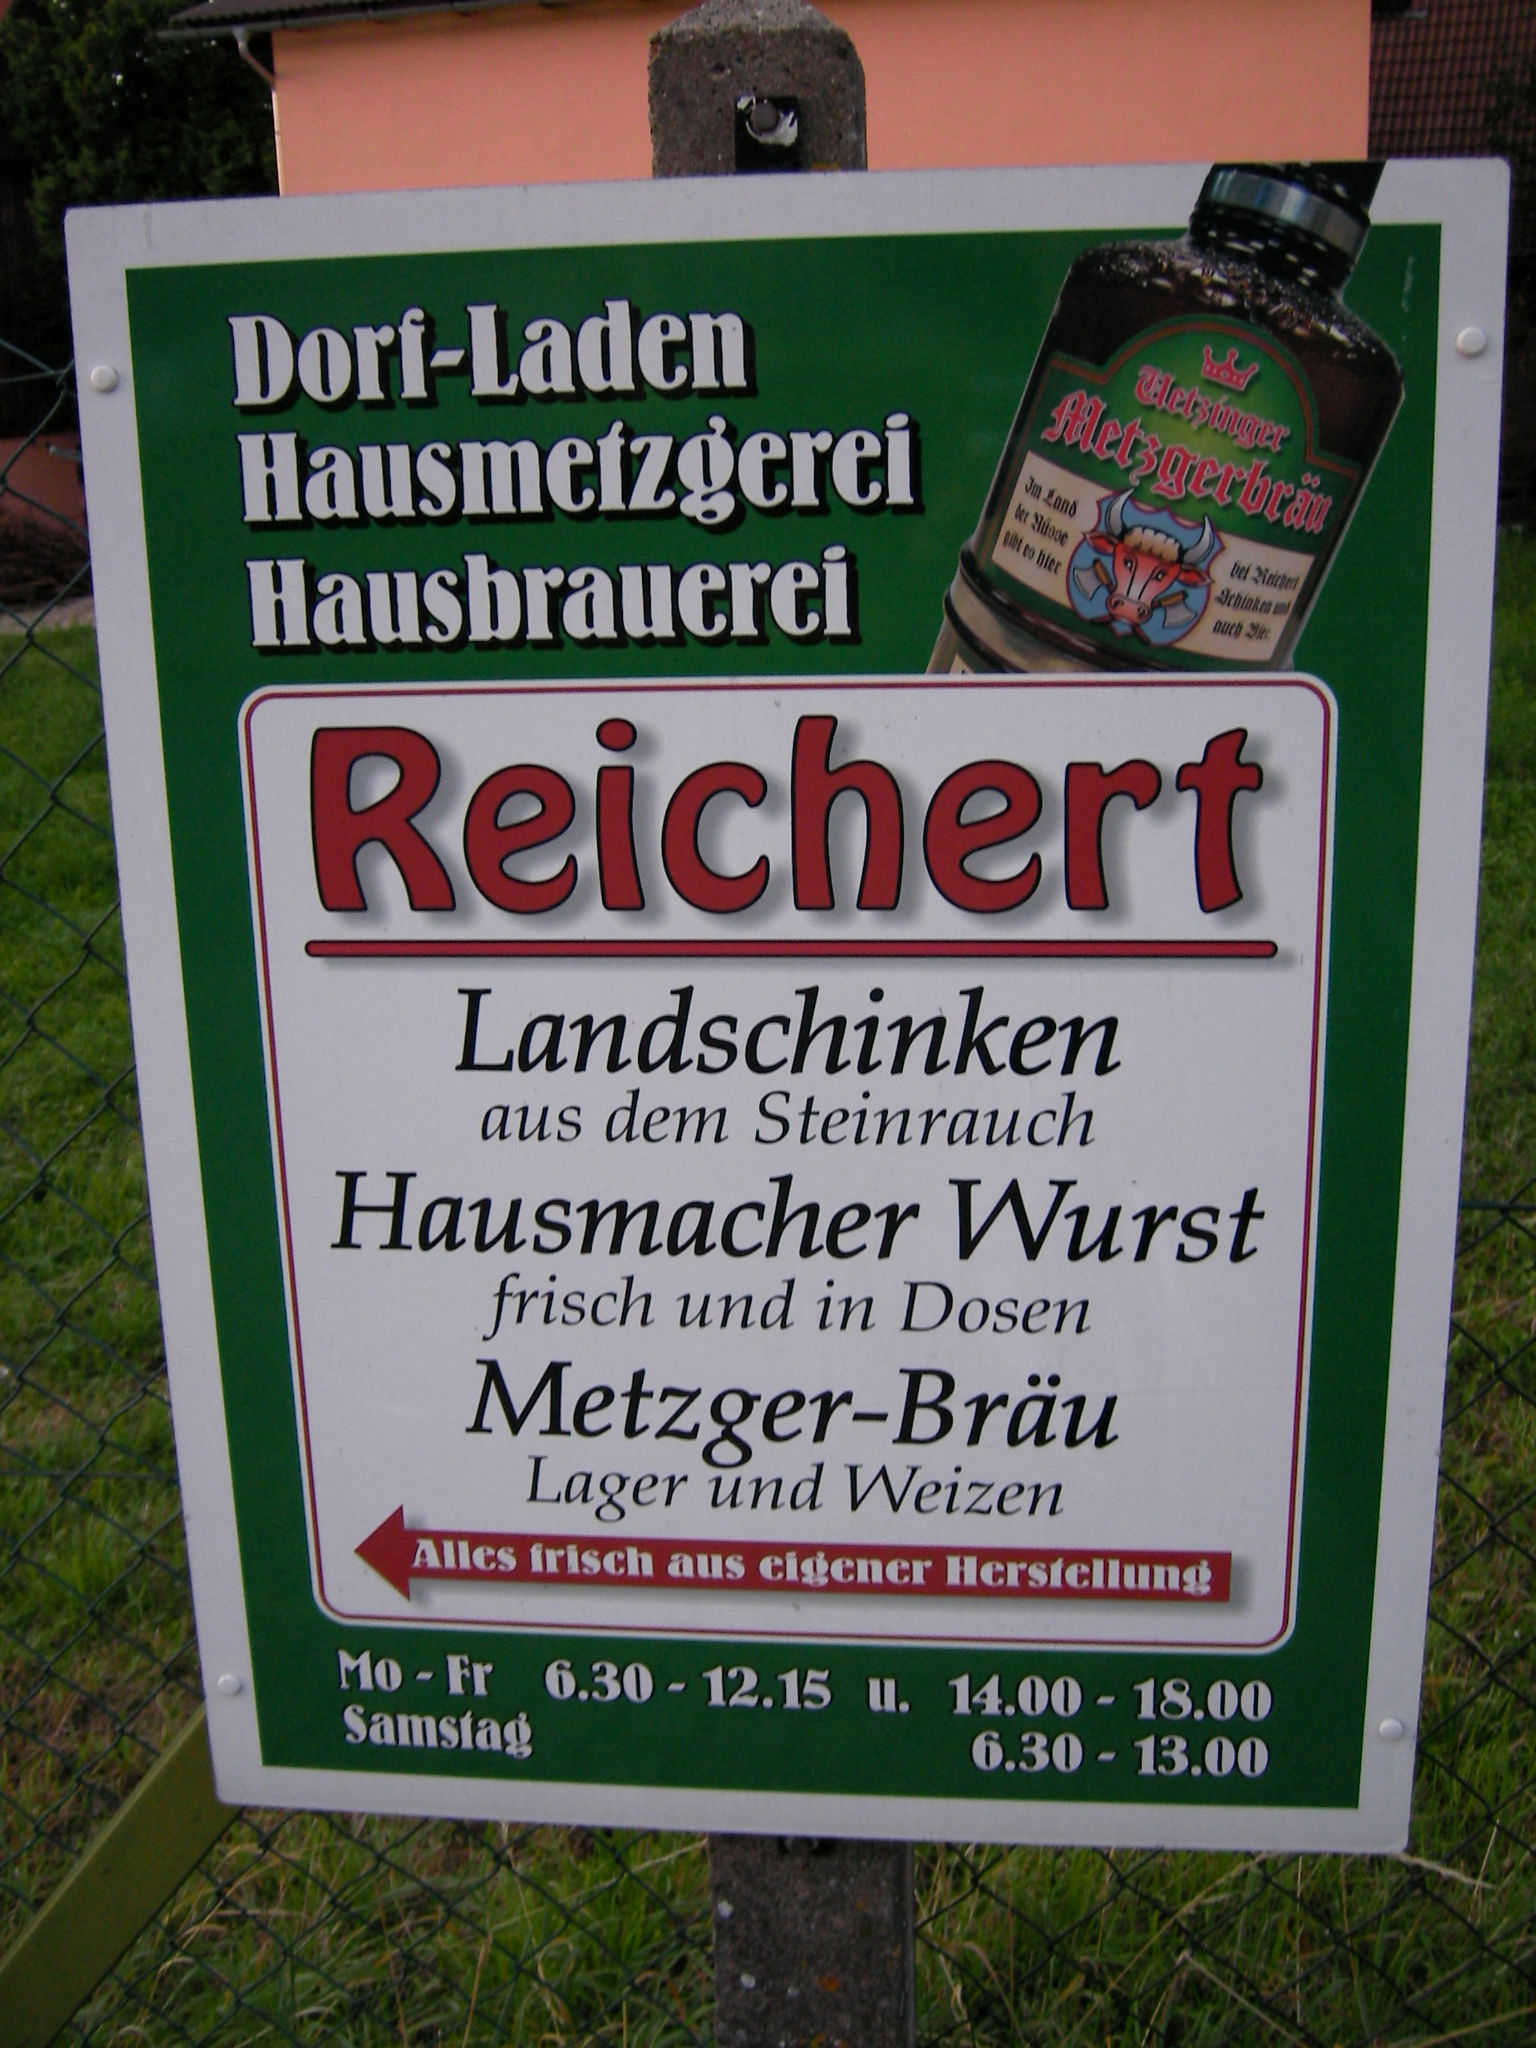 Dorf-Laden
Hausmetzgerei
Hausbrauerei
Uetzinger
Metzgerbräu
Im Land
der Nüsse
gibt es hier
bei Reichert
Schinken und
auch Bier.
Reichert
Landschinken
aus dem Steinrauch
Hausmacher Wurst
frisch und in Dosen
Metzger-Bräu
Lager und Weizen
Alles frisch aus eigener Herstellung
Mo - Fr 6.30 - 12.15 u. 14.00 - 18.00
Samstag 6.30 - 13.00